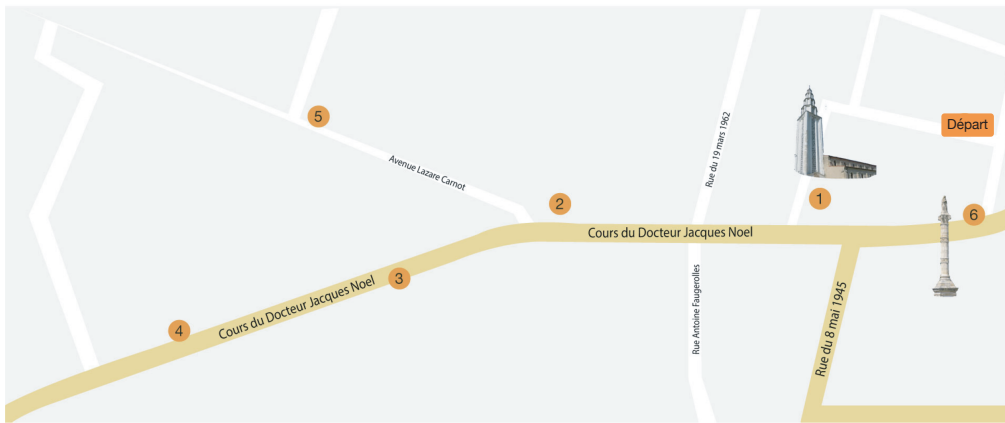 5
Avenue Lazare Carnot
Rue du 19 mars 1962
Départ
1
2
6
Cours du Docteur Jacques Noel
3
Cours du Docteur Jacques Noel
4
Rue Antoine Faugerolles
Rue du 8 mai 1945